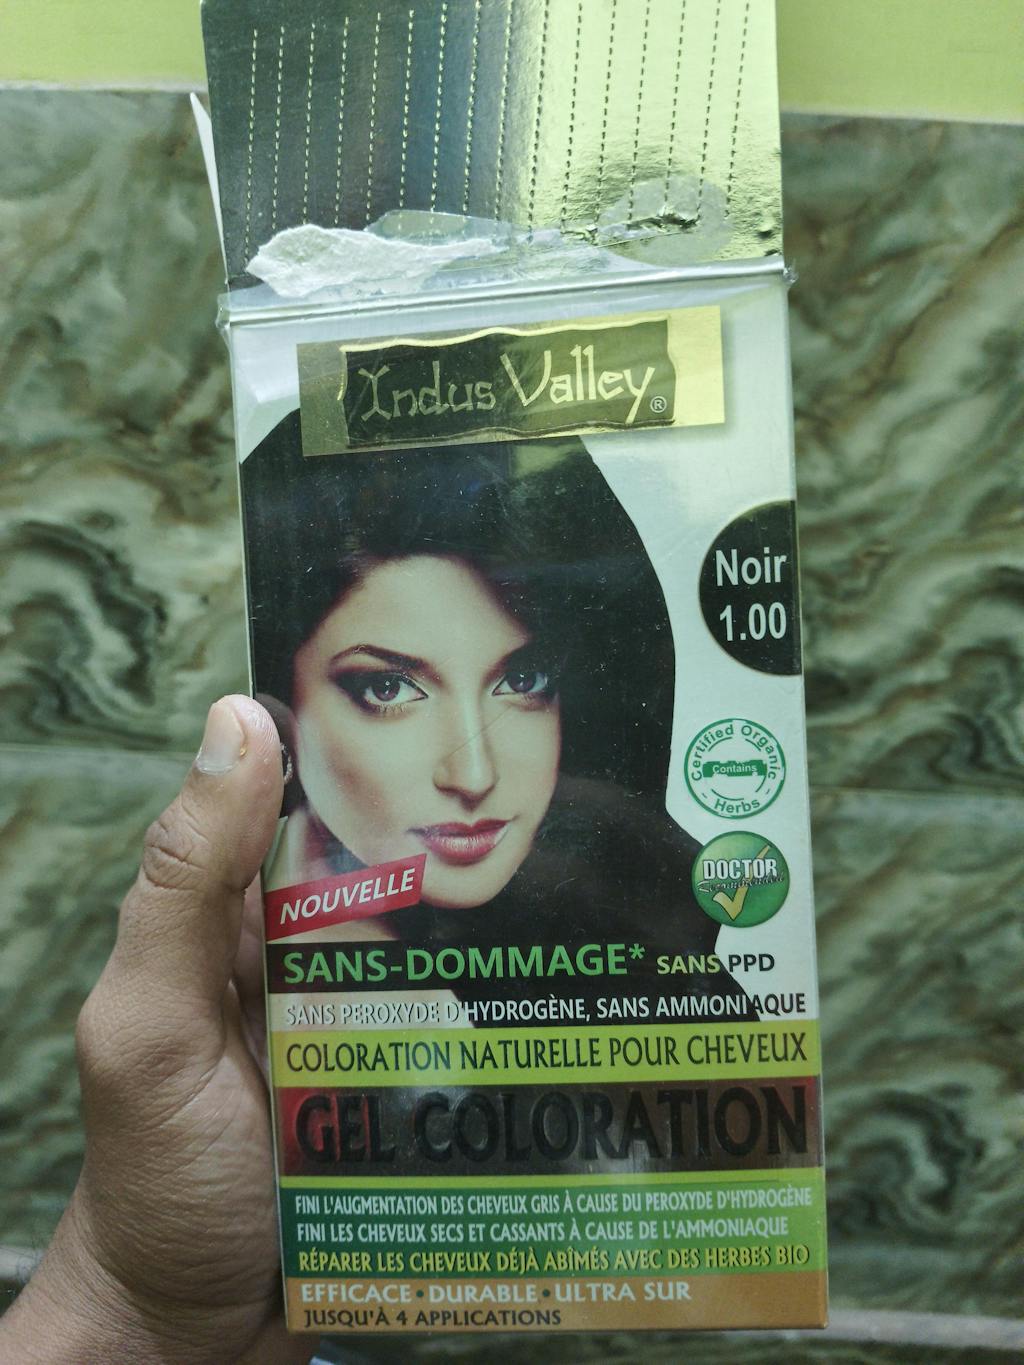 Indus Valley®
Noir
1.00
Certified Organic
Contains
- Herbs -
DOCTOR
Recommended
NOUVELLE
SANS-DOMMAGE* SANS PPD
SANS PEROXYDE D'HYDROGÈNE, SANS AMMONIAQUE
COLORATION NATURELLE POUR CHEVEUX
GEL COLORATION
FINI L'AUGMENTATION DES CHEVEUX GRIS À CAUSE DU PEROXYDE D'HYDROGÈNE
FINI LES CHEVEUX SECS ET CASSANTS À CAUSE DE L'AMMONIAQUE
RÉPARER LES CHEVEUX DÉJÀ ABÎMÉS AVEC DES HERBES BIO
EFFICACE • DURABLE • ULTRA SUR
JUSQU'À 4 APPLICATIONS